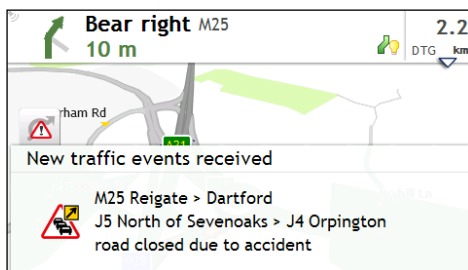 Bear right M25
10 m
2.2
DTG km
rham Rd
A21
New traffic events received
M25 Reigate > Dartford
J5 North of Sevenoaks > J4 Orpington
road closed due to accident